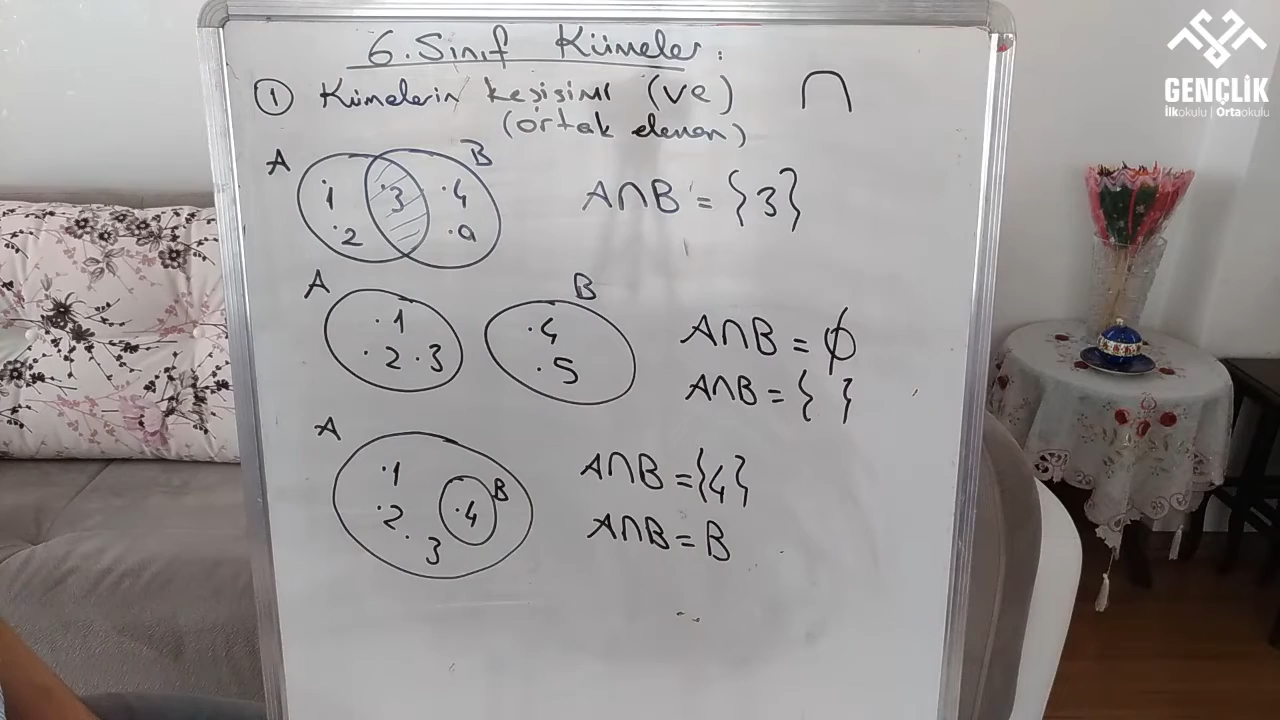 6. Sınıf Kümeler:
① Kümelerin kesişimi (ve) ∩
(ortak eleman)
A B
.1 .3 .4
.2 .a
A∩B = {3}
A B
.1 .4
.2 .3 .5
A∩B = ∅
A∩B = { }
A
.1 B
.2 .4
.3
A∩B = {4}
A∩B = B
GENÇLİK
İlkokulu | Ortaokulu